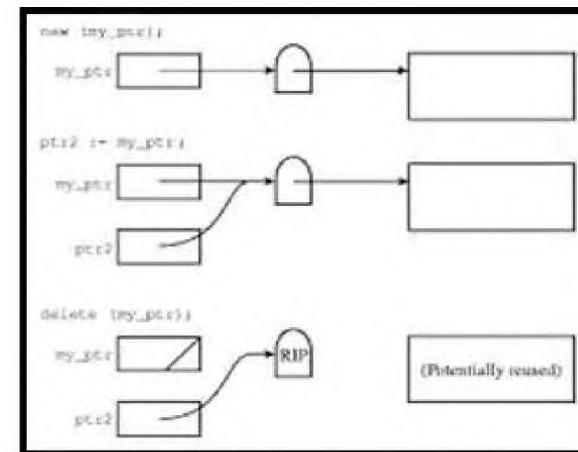 new (my_ptr);
my_ptr
ptr2 := my_ptr;
my_ptr
ptr2
delete (my_ptr);
my_ptr
RIP
(Potentially reused)
ptr2